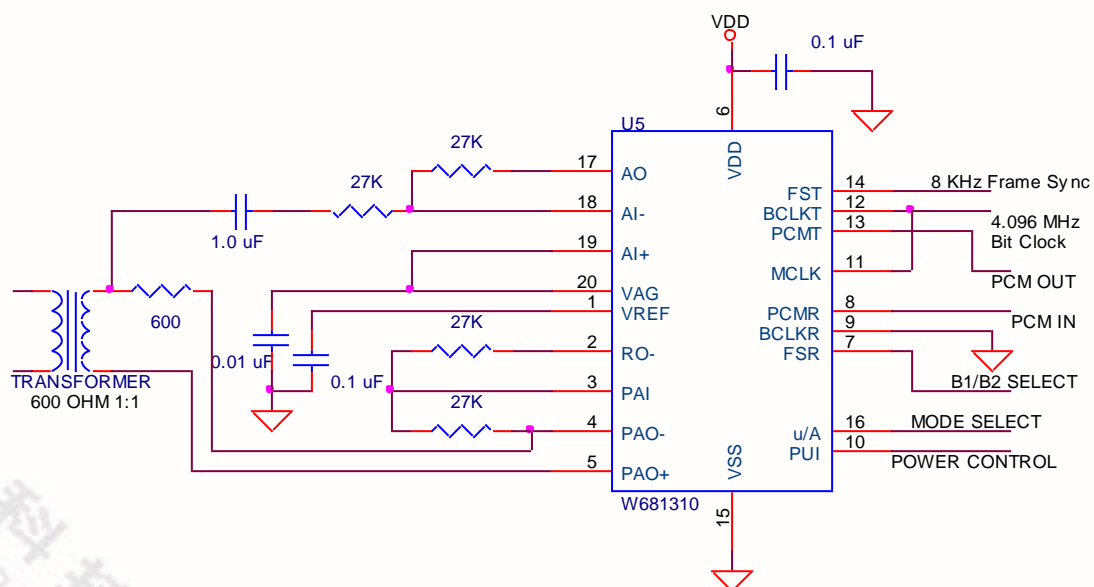 VDD
0.1 uF
6
U5
VDD
27K
17
AO
27K
18
AI-
1.0 uF
19
AI+
20
VAG
1
VREF
600
27K
2
RO-
0.01 uF
0.1 uF
3
PAI
27K
4
PAO-
5
PAO+
TRANSFORMER
600 OHM 1:1
FST
14
8 KHz Frame Sync
BCLKT
12
4.096 MHz
Bit Clock
PCMT
13
PCM OUT
MCLK
11
PCMR
8
PCM IN
BCLKR
9
FSR
7
B1/B2 SELECT
u/A
16
MODE SELECT
PUI
10
POWER CONTROL
VSS
W681310
15